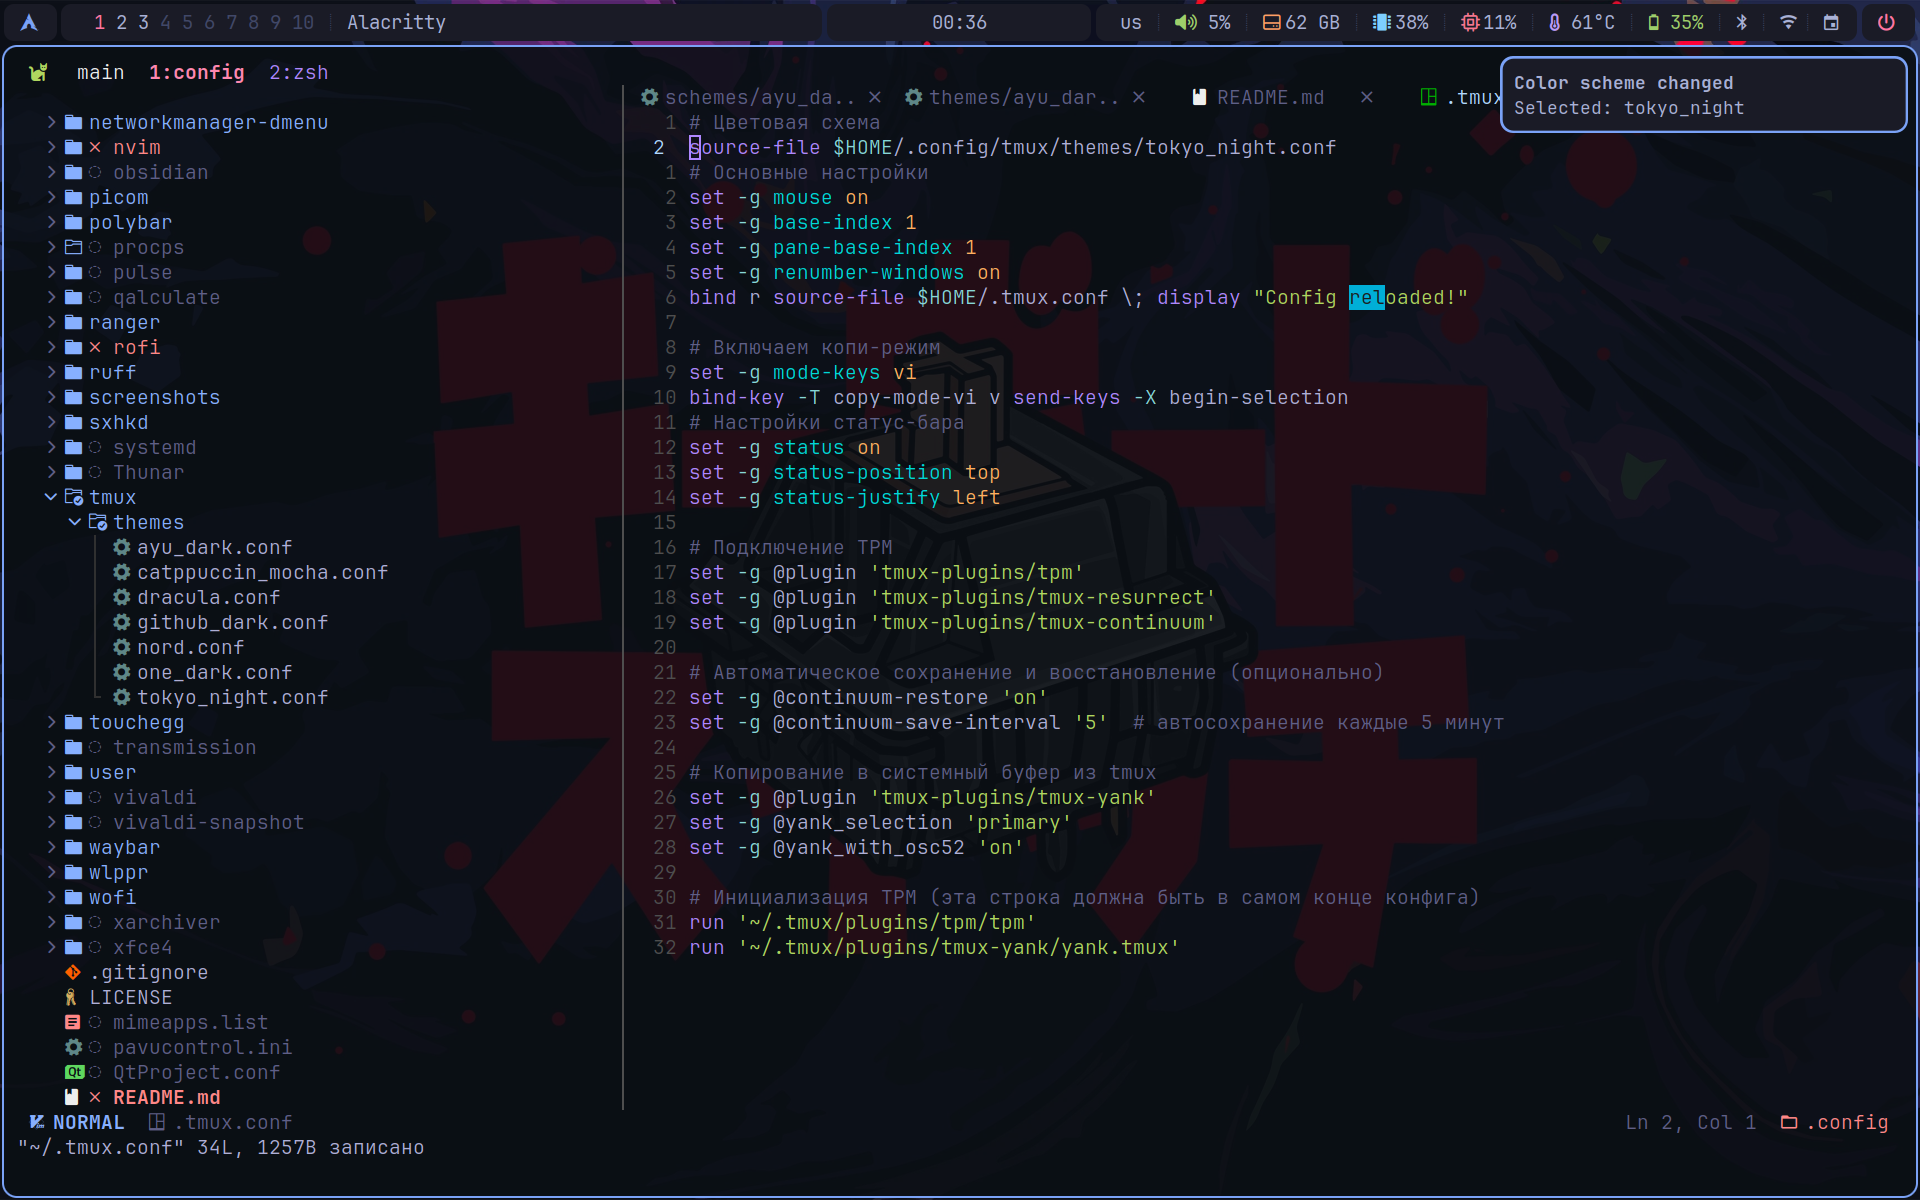 1 2 3 4 5 6 7 8 9 10 Alacritty 00:36 us 5% 62 GB 38% 11% 61°C 35%
main 1:config 2:zsh
Color scheme changed
Selected: tokyo_night
schemes/ayu_da.. × themes/ayu_dar.. × README.md × .tmux
networkmanager-dmenu
× nvim
obsidian
picom
polybar
procps
pulse
qalculate
ranger
× rofi
ruff
screenshots
sxhkd
systemd
Thunar
tmux
themes
ayu_dark.conf
catppuccin_mocha.conf
dracula.conf
github_dark.conf
nord.conf
one_dark.conf
tokyo_night.conf
touchegg
transmission
user
vivaldi
vivaldi-snapshot
waybar
wlppr
wofi
xarchiver
xfce4
.gitignore
LICENSE
mimeapps.list
pavucontrol.ini
Qt QtProject.conf
× README.md
1 # Цветовая схема
2 source-file $HOME/.config/tmux/themes/tokyo_night.conf
1 # Основные настройки
2 set -g mouse on
3 set -g base-index 1
4 set -g pane-base-index 1
5 set -g renumber-windows on
6 bind r source-file $HOME/.tmux.conf \; display "Config reloaded!"
7
8 # Включаем копи-режим
9 set -g mode-keys vi
10 bind-key -T copy-mode-vi v send-keys -X begin-selection
11 # Настройки статус-бара
12 set -g status on
13 set -g status-position top
14 set -g status-justify left
15
16 # Подключение TPM
17 set -g @plugin 'tmux-plugins/tpm'
18 set -g @plugin 'tmux-plugins/tmux-resurrect'
19 set -g @plugin 'tmux-plugins/tmux-continuum'
20
21 # Автоматическое сохранение и восстановление (опционально)
22 set -g @continuum-restore 'on'
23 set -g @continuum-save-interval '5'  # автосохранение каждые 5 минут
24
25 # Копирование в системный буфер из tmux
26 set -g @plugin 'tmux-plugins/tmux-yank'
27 set -g @yank_selection 'primary'
28 set -g @yank_with_osc52 'on'
29
30 # Инициализация TPM (эта строка должна быть в самом конце конфига)
31 run '~/.tmux/plugins/tpm/tpm'
32 run '~/.tmux/plugins/tmux-yank/yank.tmux'
NORMAL .tmux.conf Ln 2, Col 1 .config
"~/.tmux.conf" 34L, 1257B записано